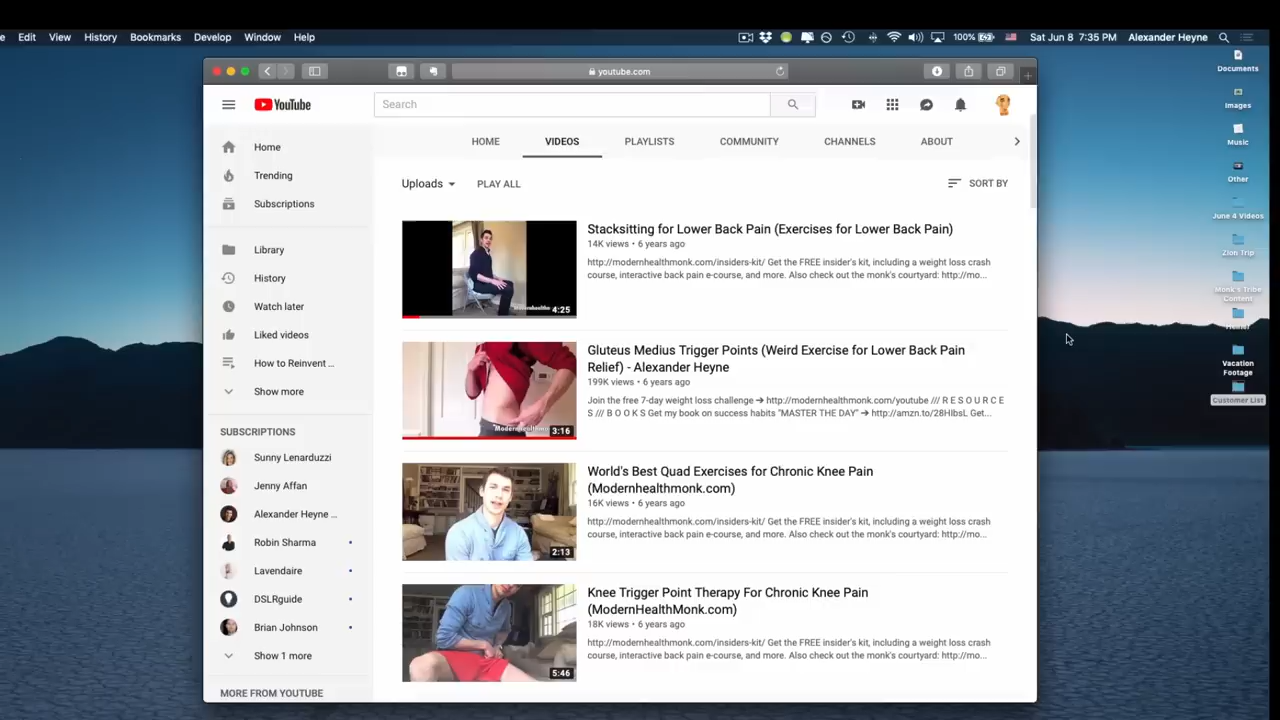 Edit View History Bookmarks Develop Window Help 100% Sat Jun 8 7:35 PM Alexander Heyne
youtube.com
YouTube
Search
HOME VIDEOS PLAYLISTS COMMUNITY CHANNELS ABOUT
Uploads PLAY ALL SORT BY
Home
Trending
Subscriptions
Library
History
Watch later
Liked videos
How to Reinvent ...
Show more
SUBSCRIPTIONS
Sunny Lenarduzzi
Jenny Affan
Alexander Heyne ...
Robin Sharma
Lavendaire
DSLRguide
Brian Johnson
Show 1 more
MORE FROM YOUTUBE
Stacksitting for Lower Back Pain (Exercises for Lower Back Pain)
14K views • 6 years ago
http://modernhealthmonk.com/insiders-kit/ Get the FREE insider's kit, including a weight loss crash
course, interactive back pain e-course, and more. Also check out the monk's courtyard: http://mo...
4:25
Gluteus Medius Trigger Points (Weird Exercise for Lower Back Pain
Relief) - Alexander Heyne
199K views • 6 years ago
Join the free 7-day weight loss challenge ➔ http://modernhealthmonk.com/youtube /// R E S O U R C E
S /// B O O K S Get my book on success habits "MASTER THE DAY" ➔ http://amzn.to/28HIbsL Get...
3:16
World's Best Quad Exercises for Chronic Knee Pain
(Modernhealthmonk.com)
16K views • 6 years ago
http://modernhealthmonk.com/insiders-kit/ Get the FREE insider's kit, including a weight loss crash
course, interactive back pain e-course, and more. Also check out the monk's courtyard: http://mo...
2:13
Knee Trigger Point Therapy For Chronic Knee Pain
(ModernHealthMonk.com)
18K views • 6 years ago
http://modernhealthmonk.com/insiders-kit/ Get the FREE insider's kit, including a weight loss crash
course, interactive back pain e-course, and more. Also check out the monk's courtyard: http://mo...
5:46
Documents
Images
Music
Other
June 4 Videos
Zion Trip
Monk's Tribe
Content
Vacation
Footage
Customer List